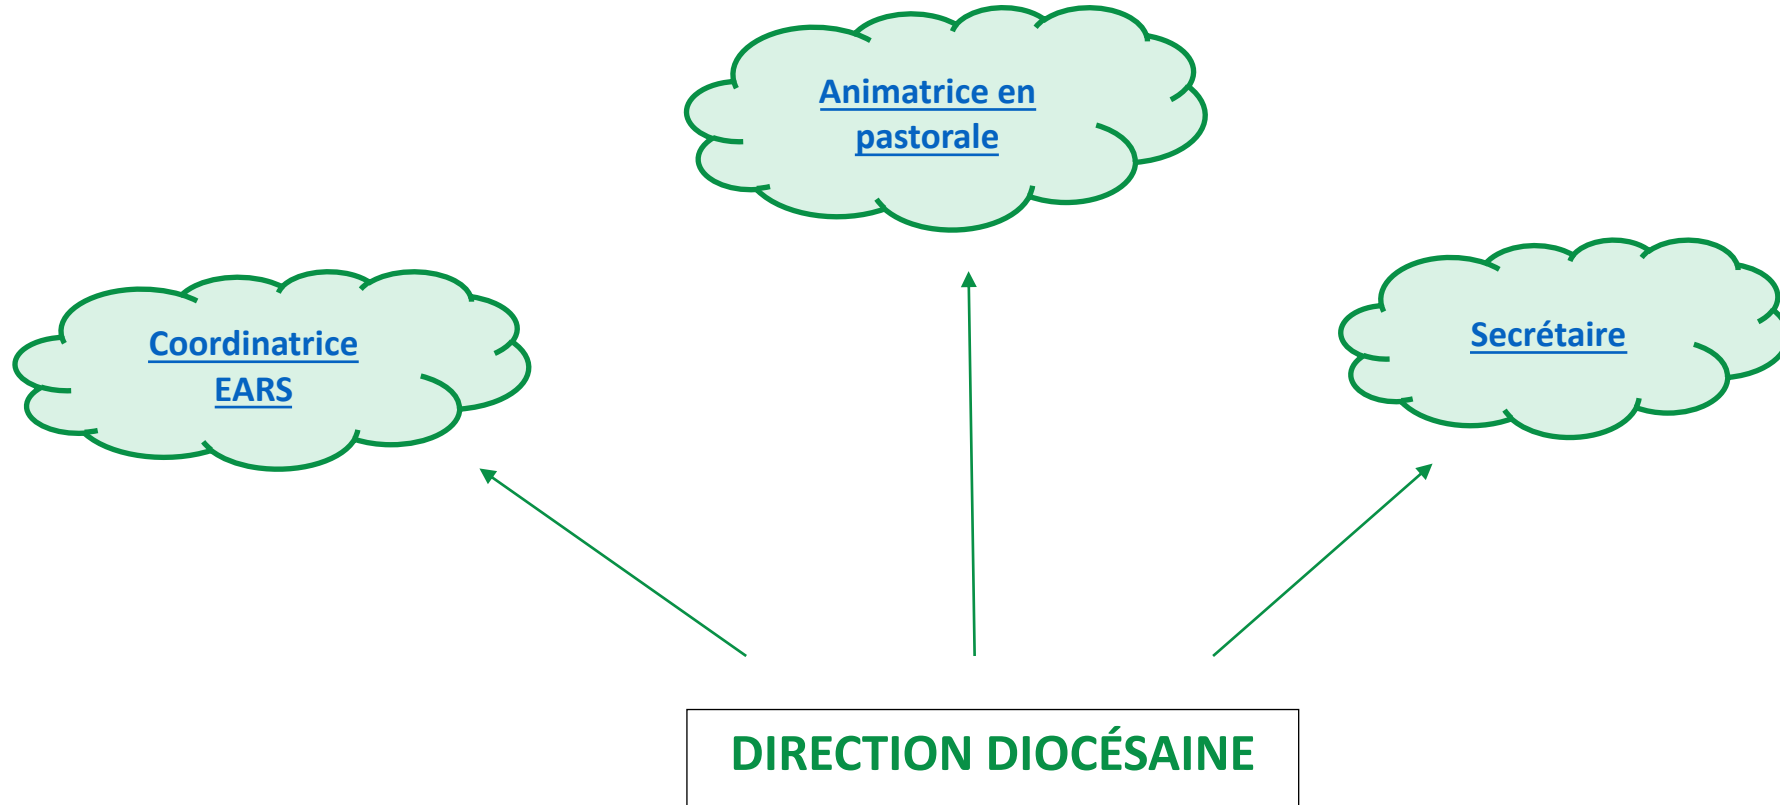 Animatrice en
pastorale
Coordinatrice
EARS
Secrétaire
DIRECTION DIOCÉSAINE